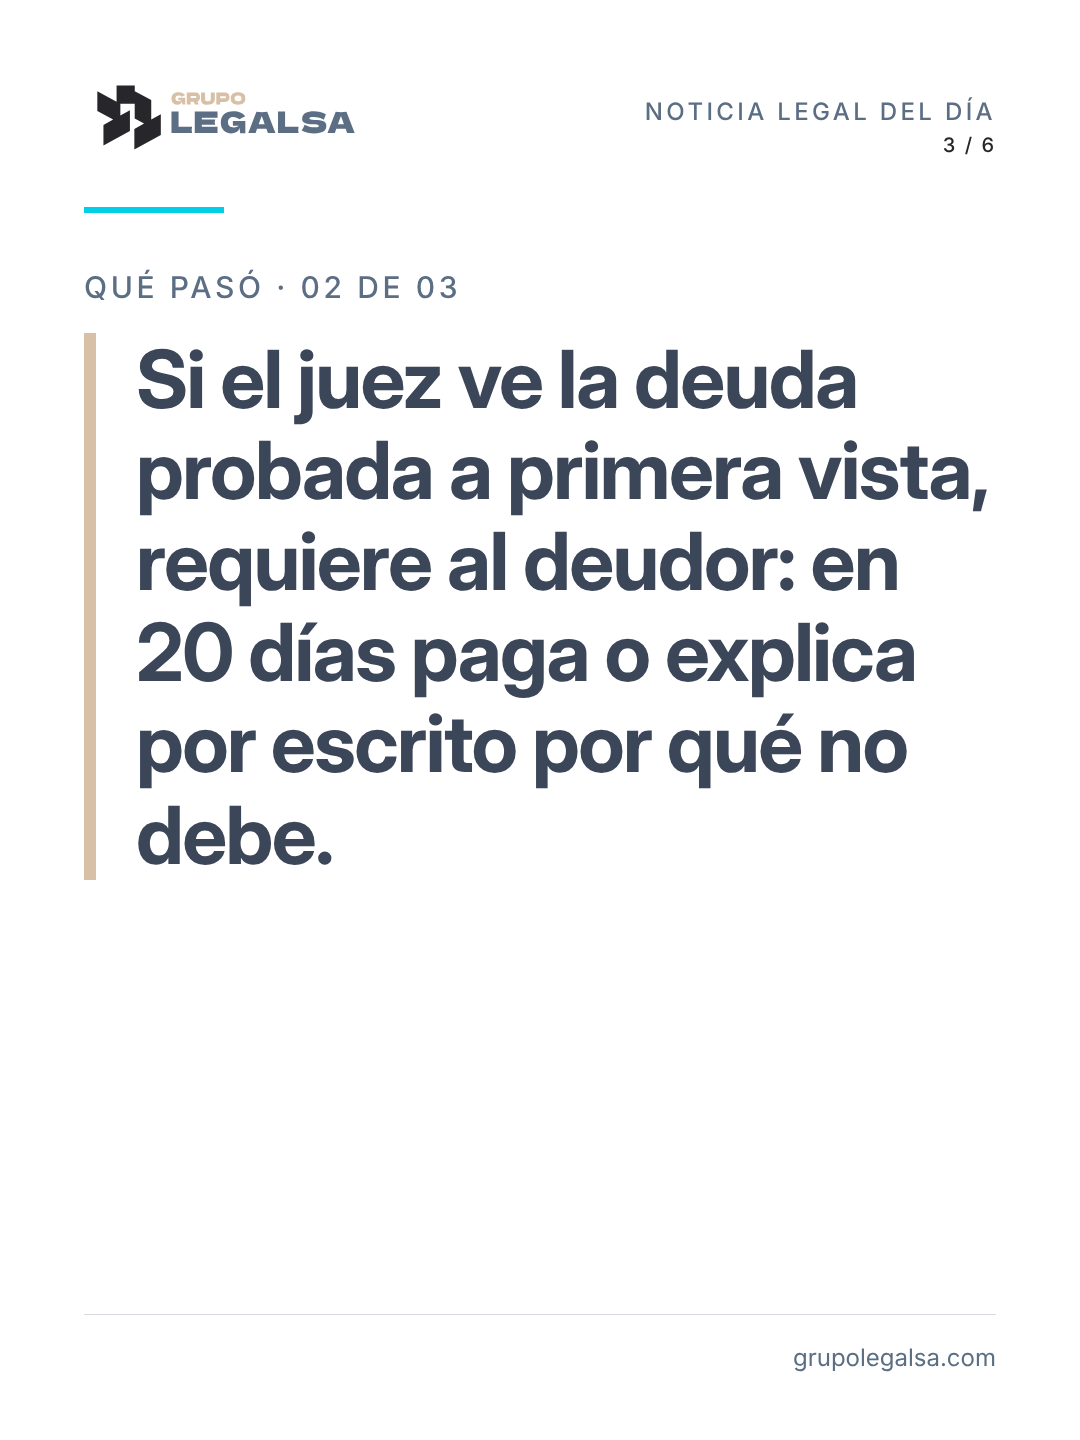 GRUPO
LEGALSA
NOTICIA LEGAL DEL DÍA
3 / 6
QUÉ PASÓ · 02 DE 03
Si el juez ve la deuda
probada a primera vista,
requiere al deudor: en
20 días paga o explica
por escrito por qué no
debe.
grupolegalsa.com